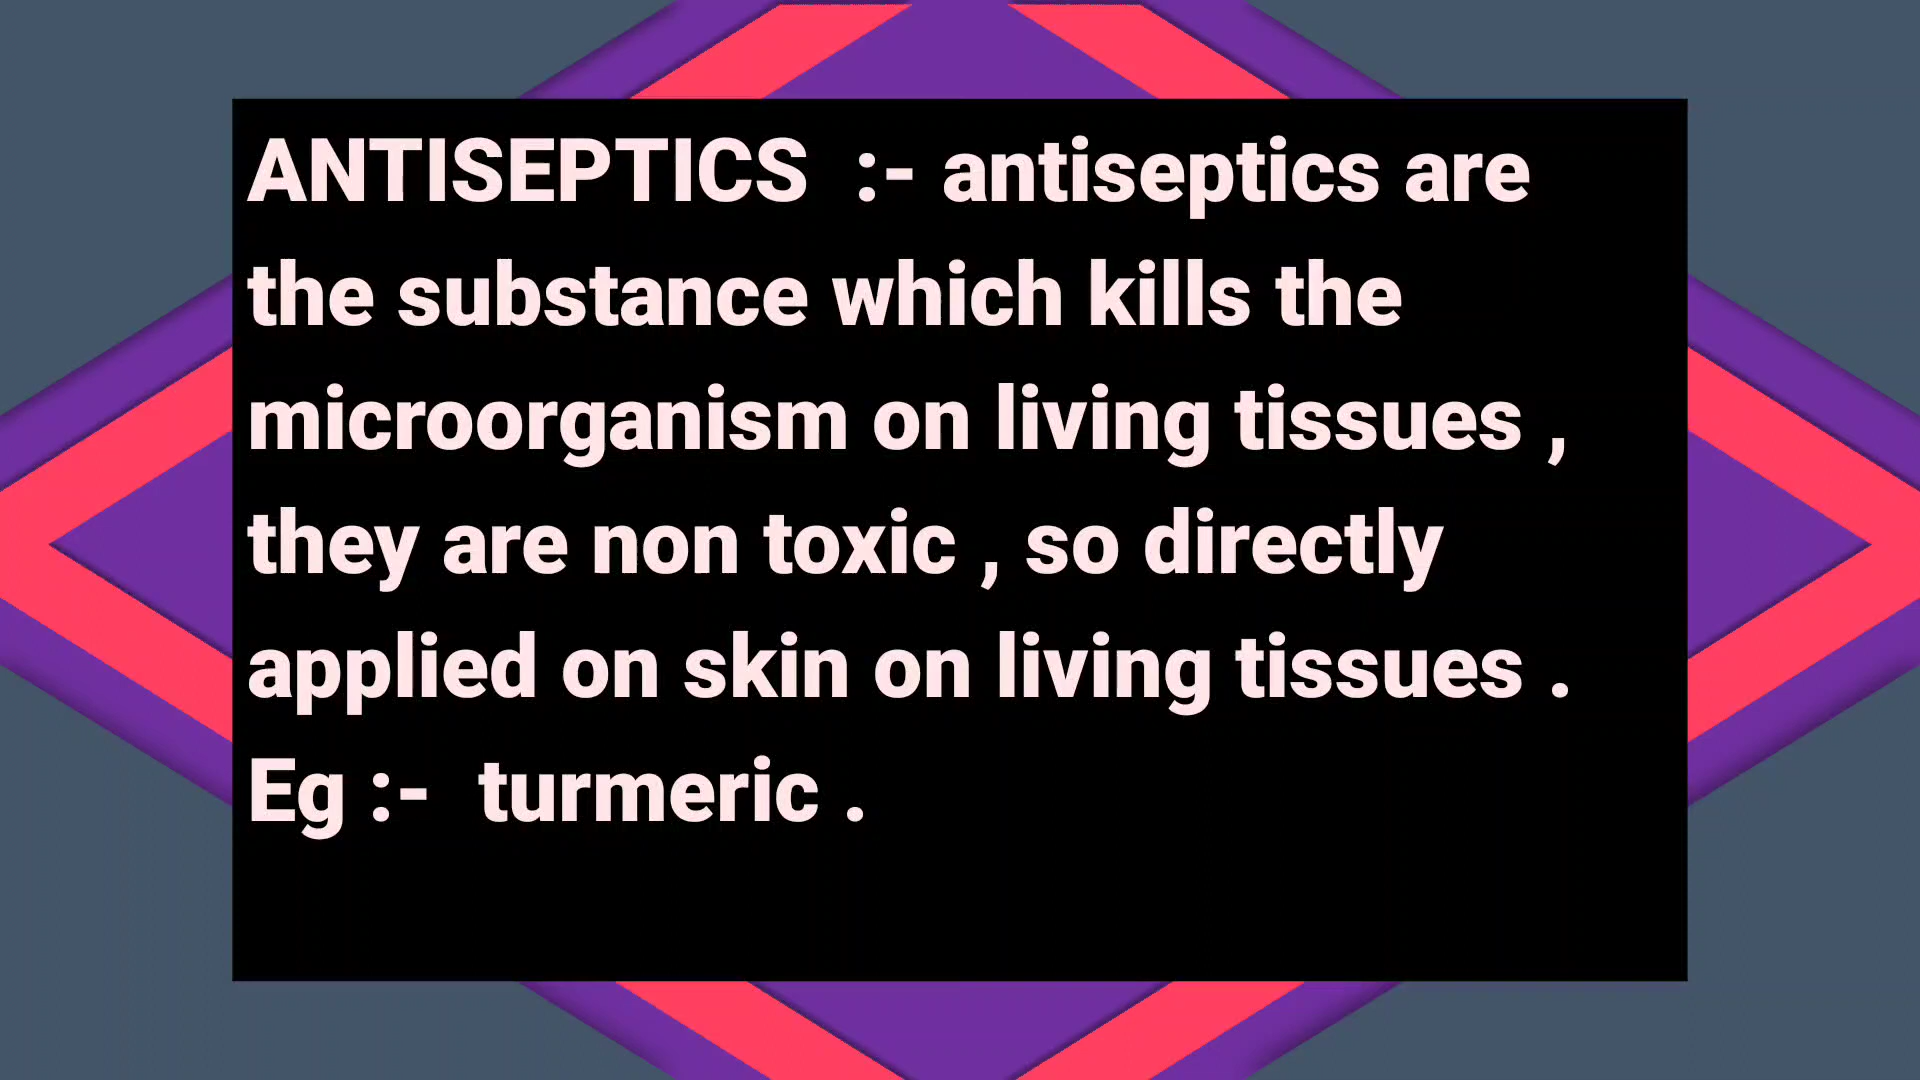 ANTISEPTICS :- antiseptics are
the substance which kills the
microorganism on living tissues ,
they are non toxic , so directly
applied on skin on living tissues .
Eg :- turmeric .